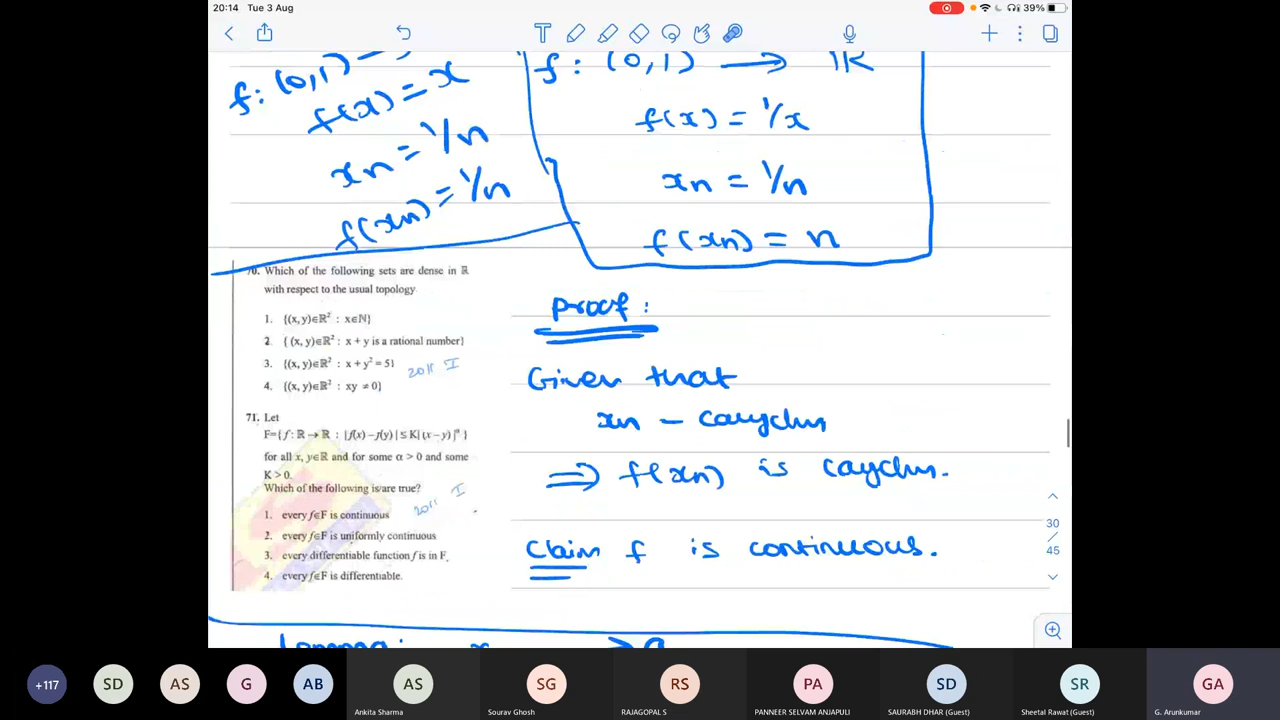 20:14 Tue 3 Aug
39%
f: (0,1)
f(x) = x
xn = 1/n
f(xn) = 1/n
f : (0,1) → IR
f(x) = 1/x
xn = 1/n
f(xn) = n
70. Which of the following sets are dense in ℝ
with respect to the usual topology
1. {(x, y)∈ℝ² : x∈ℕ}
2. { (x, y)∈ℝ² : x + y is a rational number}
3. {(x, y)∈ℝ² : x + y² = 5}
4. {(x, y)∈ℝ² : xy ≠ 0}
2011 I
71. Let
F={ f : ℝ → ℝ : |f(x) – f(y)| ≤ K|(x–y)|^α }
for all x, y∈ℝ and for some α > 0 and some
K > 0.
Which of the following is/are true?
2011 I
1. every f∈F is continuous
2. every f∈F is uniformly continuous
3. every differentiable function f is in F
4. every f∈F is differentiable.
Proof :
Given that
xn – cauychy
⇒ f(xn) is cauychy.
Claim f is continuous.
30
/
45
+117
SD
AS
G
AB
AS
SG
RS
PA
SD
SR
GA
Ankita Sharma
Sourav Ghosh
RAJAGOPAL S
PANNEER SELVAM ANJAPULI
SAURABH DHAR (Guest)
Sheetal Rawat (Guest)
G. Arunkumar